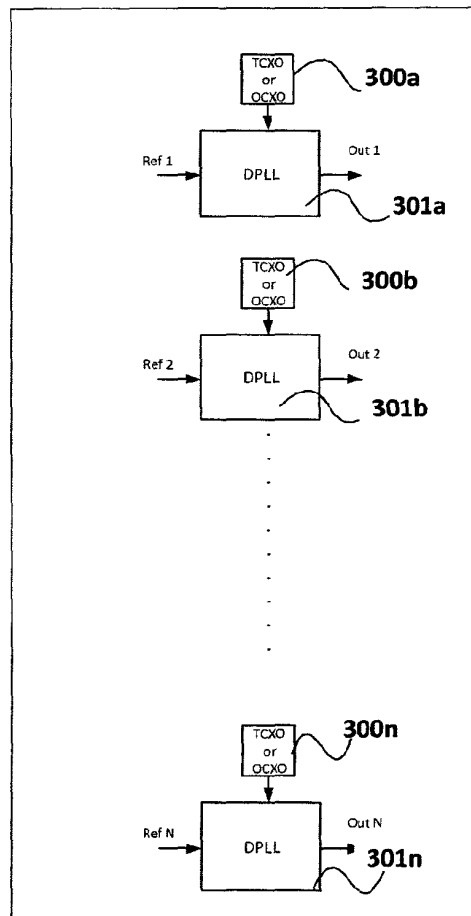 TCXO
or
OCXO
300a
Ref 1
DPLL
Out 1
301a
TCXO
or
OCXO
300b
Ref 2
DPLL
Out 2
301b
TCXO
or
OCXO
300n
Ref N
DPLL
Out N
301n